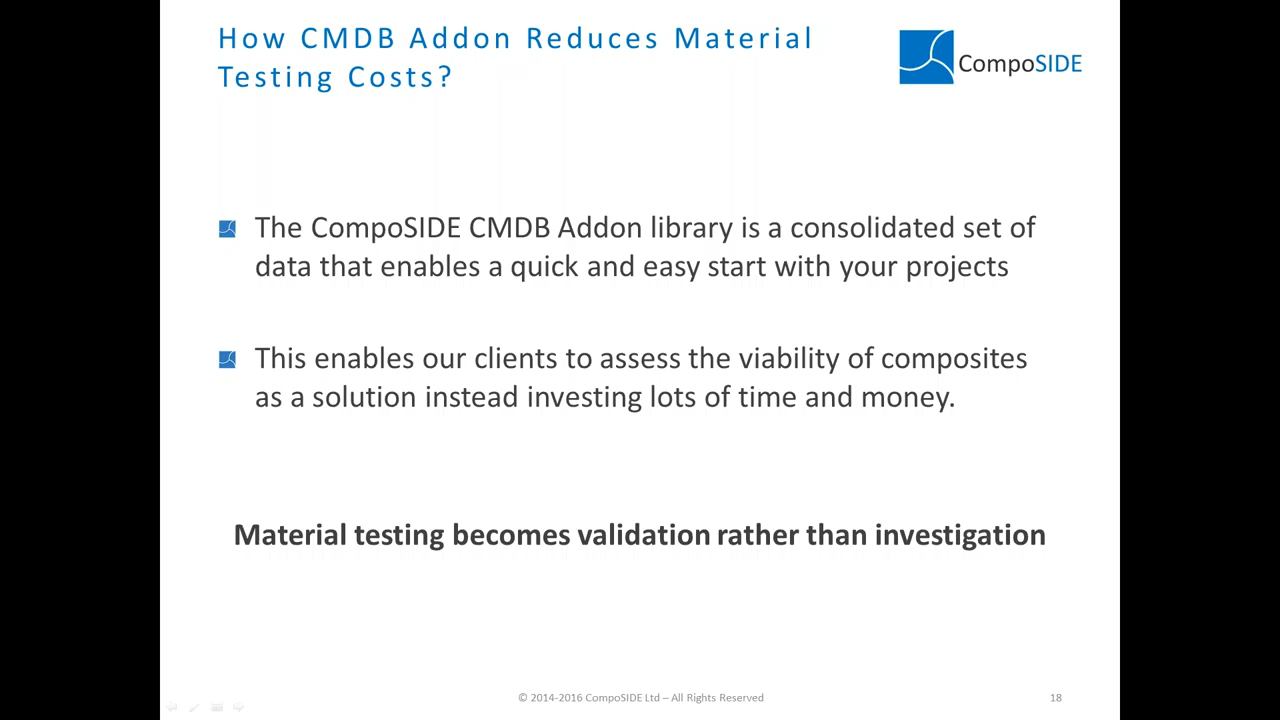 How CMDB Addon Reduces Material
Testing Costs?
CompoSIDE
The CompoSIDE CMDB Addon library is a consolidated set of
data that enables a quick and easy start with your projects
This enables our clients to assess the viability of composites
as a solution instead investing lots of time and money.
Material testing becomes validation rather than investigation
© 2014-2016 CompoSIDE Ltd – All Rights Reserved
18